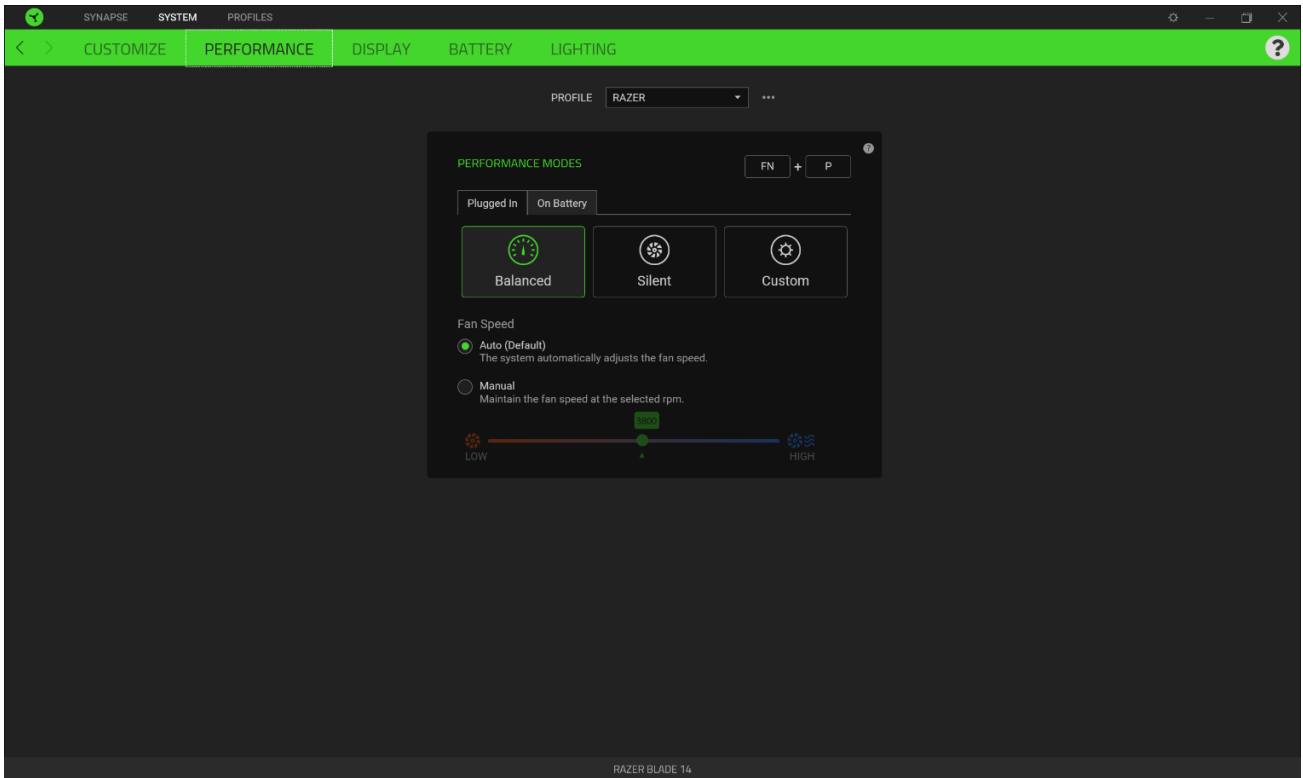 SYNAPSE SYSTEM PROFILES
CUSTOMIZE PERFORMANCE DISPLAY BATTERY LIGHTING ?
PROFILE RAZER
PERFORMANCE MODES FN + P ?
Plugged In On Battery
Balanced Silent Custom
Fan Speed
Auto (Default)
The system automatically adjusts the fan speed.
Manual
Maintain the fan speed at the selected rpm.
3800
LOW HIGH
RAZER BLADE 14